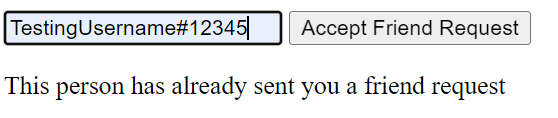 TestingUsername#12345 Accept Friend Request
This person has already sent you a friend request